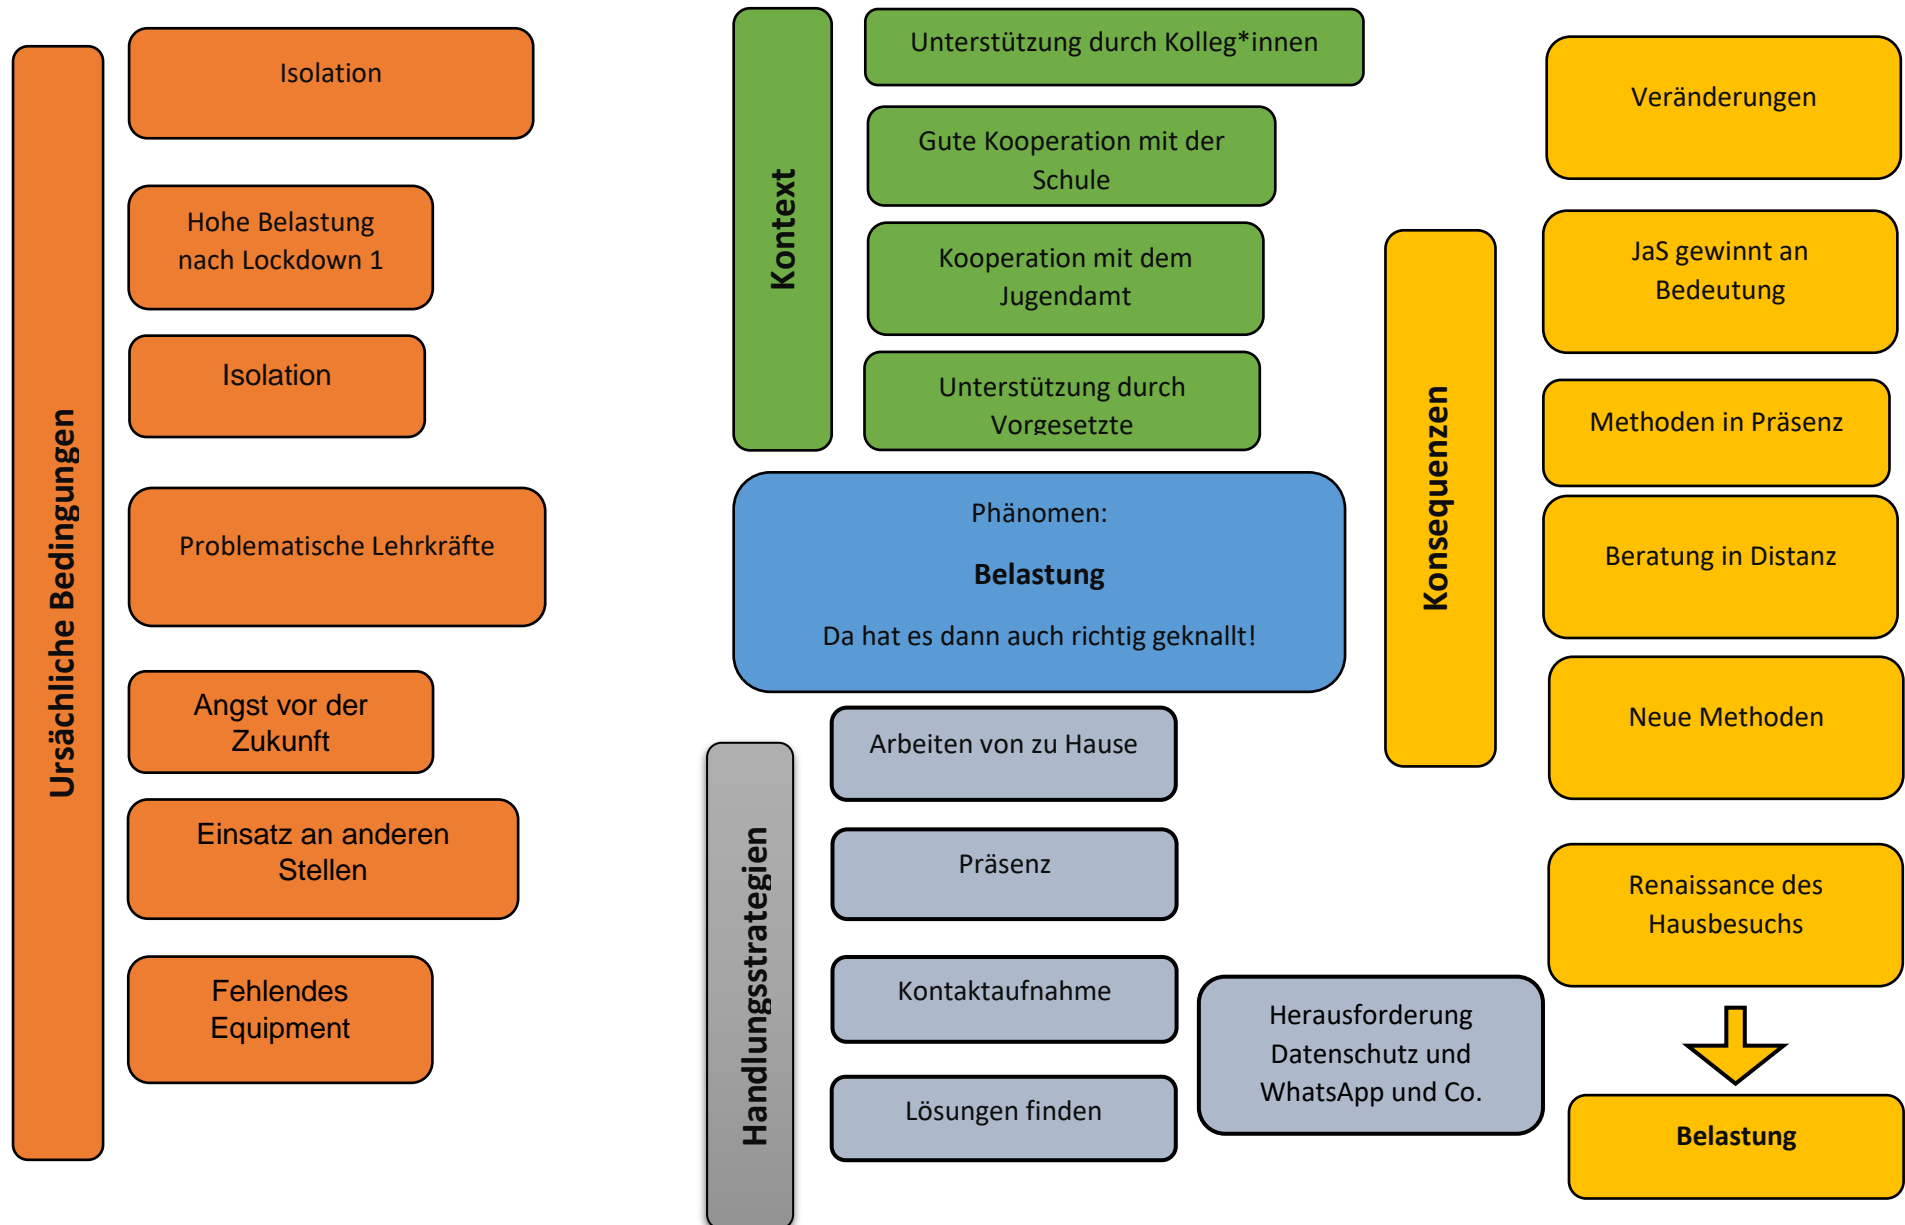 Ursächliche Bedingungen
Isolation
Hohe Belastung
nach Lockdown 1
Isolation
Problematische Lehrkräfte
Angst vor der
Zukunft
Einsatz an anderen
Stellen
Fehlendes
Equipment
Kontext
Unterstützung durch Kolleg*innen
Gute Kooperation mit der
Schule
Kooperation mit dem
Jugendamt
Unterstützung durch
Vorgesetzte
Phänomen:
Belastung
Da hat es dann auch richtig geknallt!
Handlungsstrategien
Arbeiten von zu Hause
Präsenz
Kontaktaufnahme
Lösungen finden
Herausforderung
Datenschutz und
WhatsApp und Co.
Konsequenzen
Veränderungen
JaS gewinnt an
Bedeutung
Methoden in Präsenz
Beratung in Distanz
Neue Methoden
Renaissance des
Hausbesuchs
Belastung